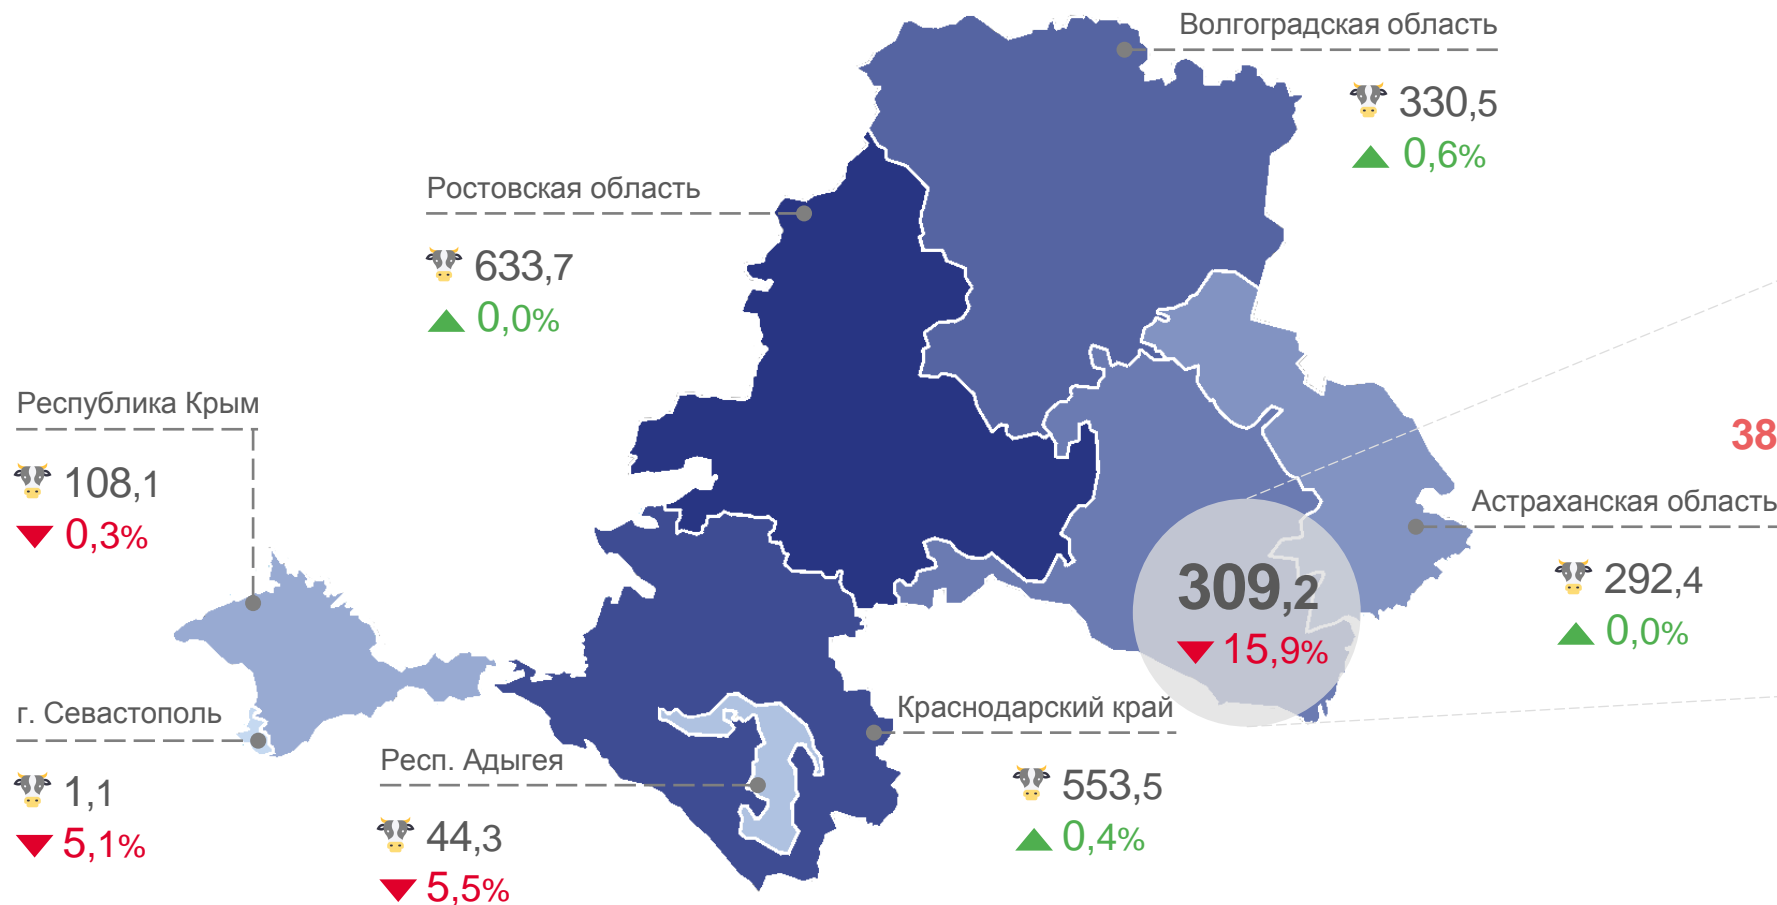 Волгоградская область
330,5
0,6%
Ростовская область
633,7
0,0%
Республика Крым
108,1
0,3%
38
Астраханская область
292,4
0,0%
309,2
15,9%
г. Севастополь
1,1
5,1%
Респ. Адыгея
44,3
5,5%
Краснодарский край
553,5
0,4%